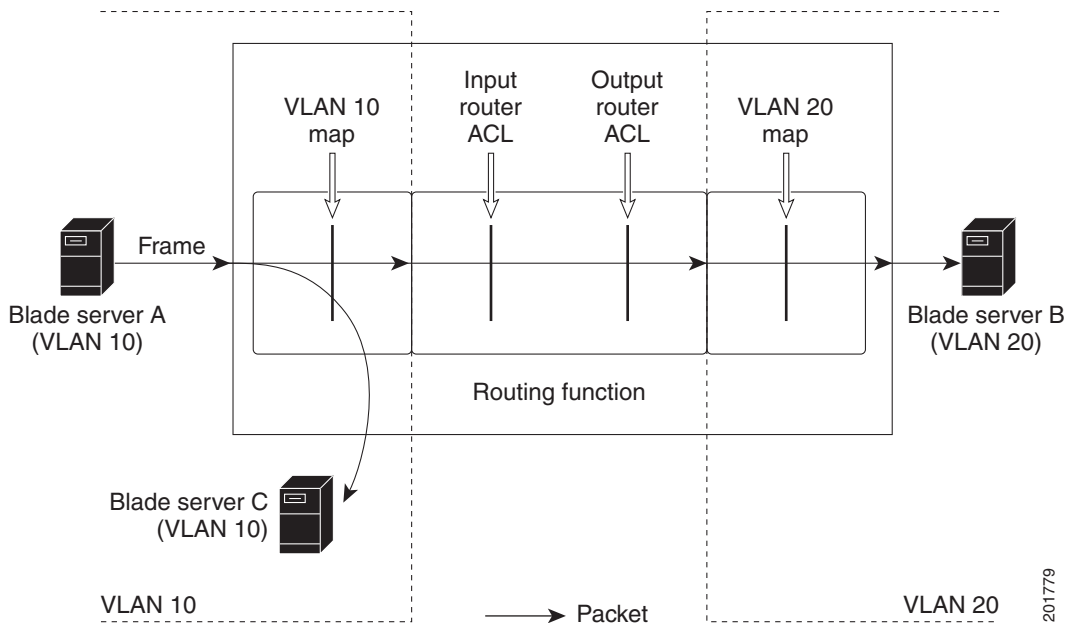 VLAN 10
map
Input
router
ACL
Output
router
ACL
VLAN 20
map
Frame
Blade server A
(VLAN 10)
Blade server B
(VLAN 20)
Routing function
Blade server C
(VLAN 10)
VLAN 10
Packet
VLAN 20
201779